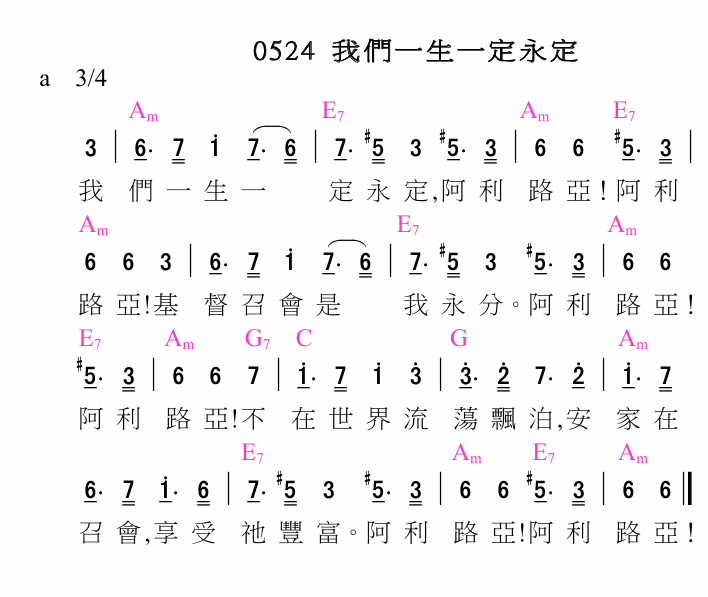 0524 我們一生一定永定
a 3/4
Am E7 Am E7
3 | 6. 7 i 7. 6 | 7. #5 3 #5. 3 | 6 6 #5. 3 |
我 們 一 生 一 定 永 定,阿 利 路 亞!阿 利
Am E7 Am
6 6 3 | 6. 7 i 7. 6 | 7. #5 3 #5. 3 | 6 6
路 亞!基 督 召 會 是 我 永 分。阿 利 路 亞!
E7 Am G7 C G Am
#5. 3 | 6 6 7 | i. 7 i 3̇ | 3̇. 2̇ 7. 2̇ | i. 7
阿 利 路 亞!不 在 世 界 流 蕩 飄 泊,安 家 在
E7 Am E7 Am
6. 7 i. 6 | 7. #5 3 #5. 3 | 6 6 #5. 3 | 6 6 ‖
召 會,享 受 祂 豐 富。阿 利 路 亞!阿 利 路 亞!